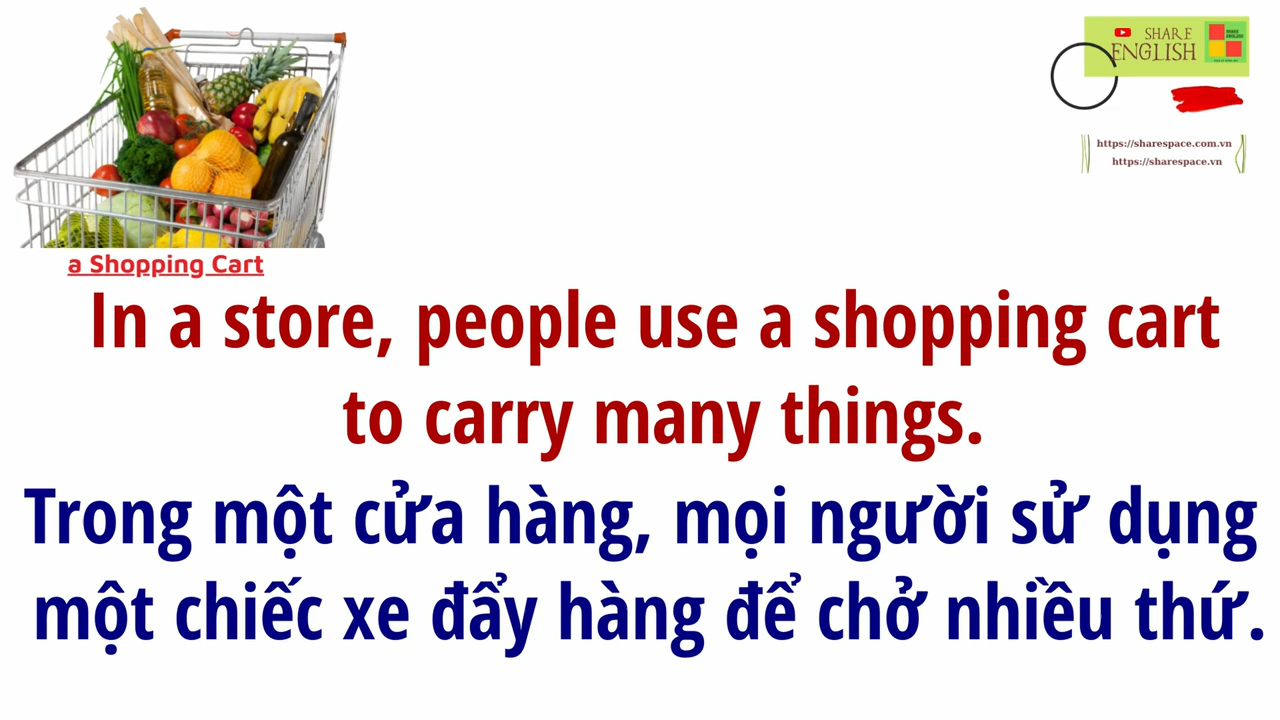 SHARE
ENGLISH
https://sharespace.com.vn
https://sharespace.vn
a Shopping Cart
In a store, people use a shopping cart
to carry many things.
Trong một cửa hàng, mọi người sử dụng
một chiếc xe đẩy hàng để chở nhiều thứ.